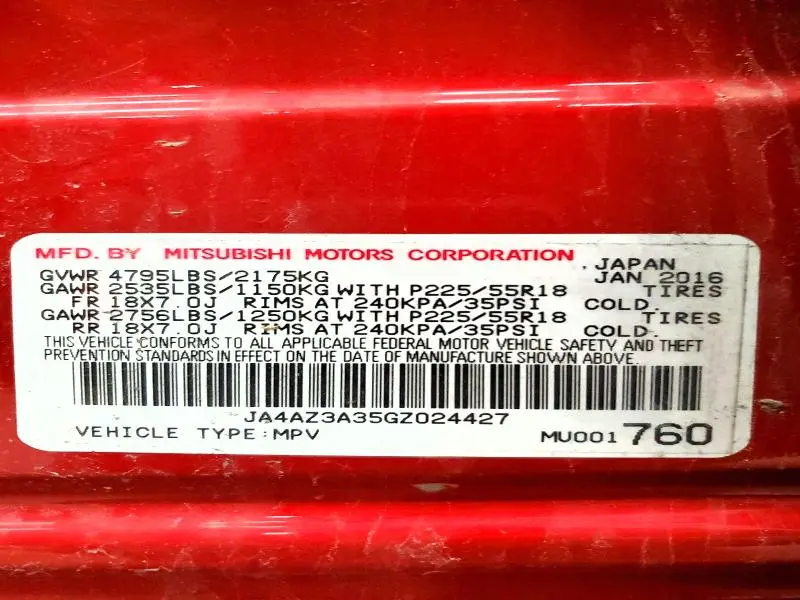 MFD. BY MITSUBISHI MOTORS CORPORATION , JAPAN
GVWR 4795LBS/2175KG JAN 2016
GAWR 2535LBS/1150KG WITH P225/55R18 TIRES
FR 18X7.0J RIMS AT 240KPA/35PSI COLD.
GAWR 2756LBS/1250KG WITH P225/55R18 TIRES
RR 18X7.0J RIMS AT 240KPA/35PSI COLD.
THIS VEHICLE CONFORMS TO ALL APPLICABLE FEDERAL MOTOR VEHICLE SAFETY AND THEFT
PREVENTION STANDARDS IN EFFECT ON THE DATE OF MANUFACTURE SHOWN ABOVE.
JA4AZ3A35GZ024427
VEHICLE TYPE:MPV MU001 760